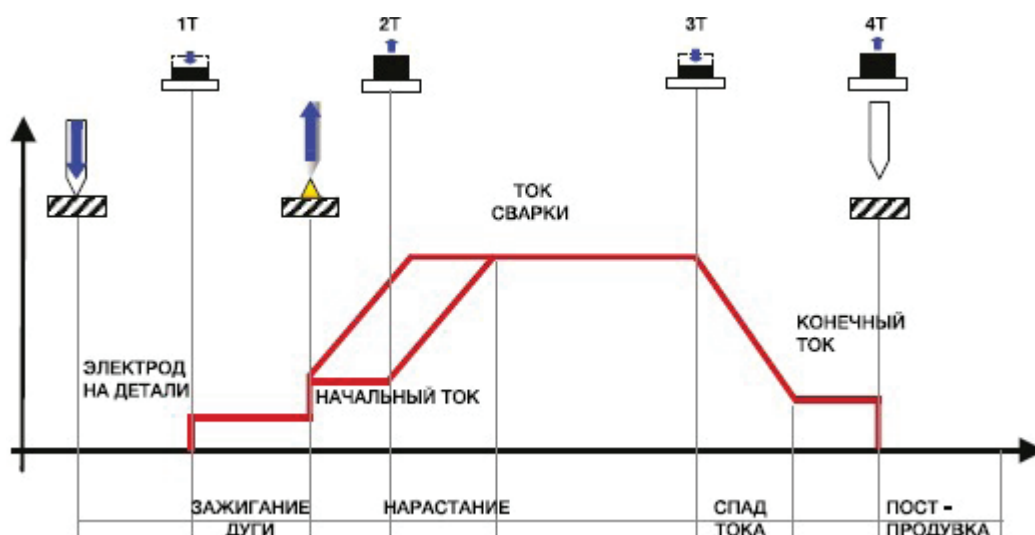 1T
2T
3T
4T
ТОК
СВАРКИ
КОНЕЧНЫЙ
ТОК
ЭЛЕКТРОД
НА ДЕТАЛИ
НАЧАЛЬНЫЙ ТОК
ЗАЖИГАНИЕ
ДУГИ
НАРАСТАНИЕ
СПАД
ТОКА
ПОСТ -
ПРОДУВКА